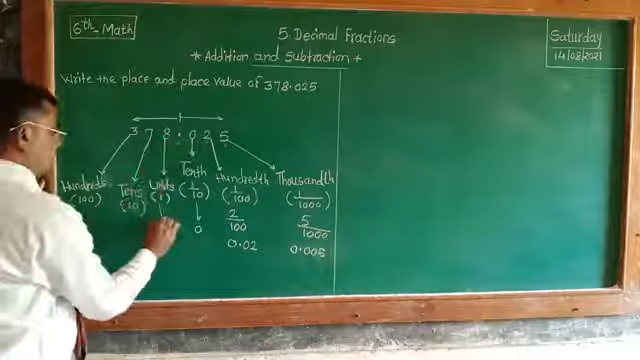 6th - Math
5. Decimal Fractions
Saturday
14/08/2021
* Addition and Subtraction *
Write the place and place value of 378.025
3 7 8 . 0 2 5
Hundreds Tens Units Tenth Hundredth Thousandth
(100) (10) (1) (1/10) (1/100) (1/1000)
0 2/100 5/1000
0.02 0.005